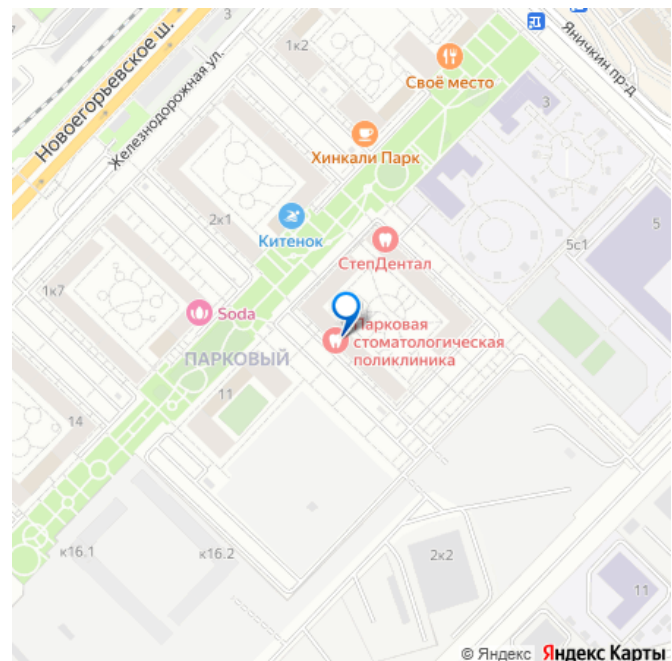 3
1к2
Яничкин пр-д
Новоегорьевское ш.
Железнодорожная ул.
Своё место
3
Хинкали Парк
2к1
Китенок
5
5с1
СтепДентал
1к7
Soda
Парковая
стоматологическая
поликлиника
ПАРКОВЫЙ
11
14
к16.1
к16.2
2к2
11
© Яндекс Яндекс Карты